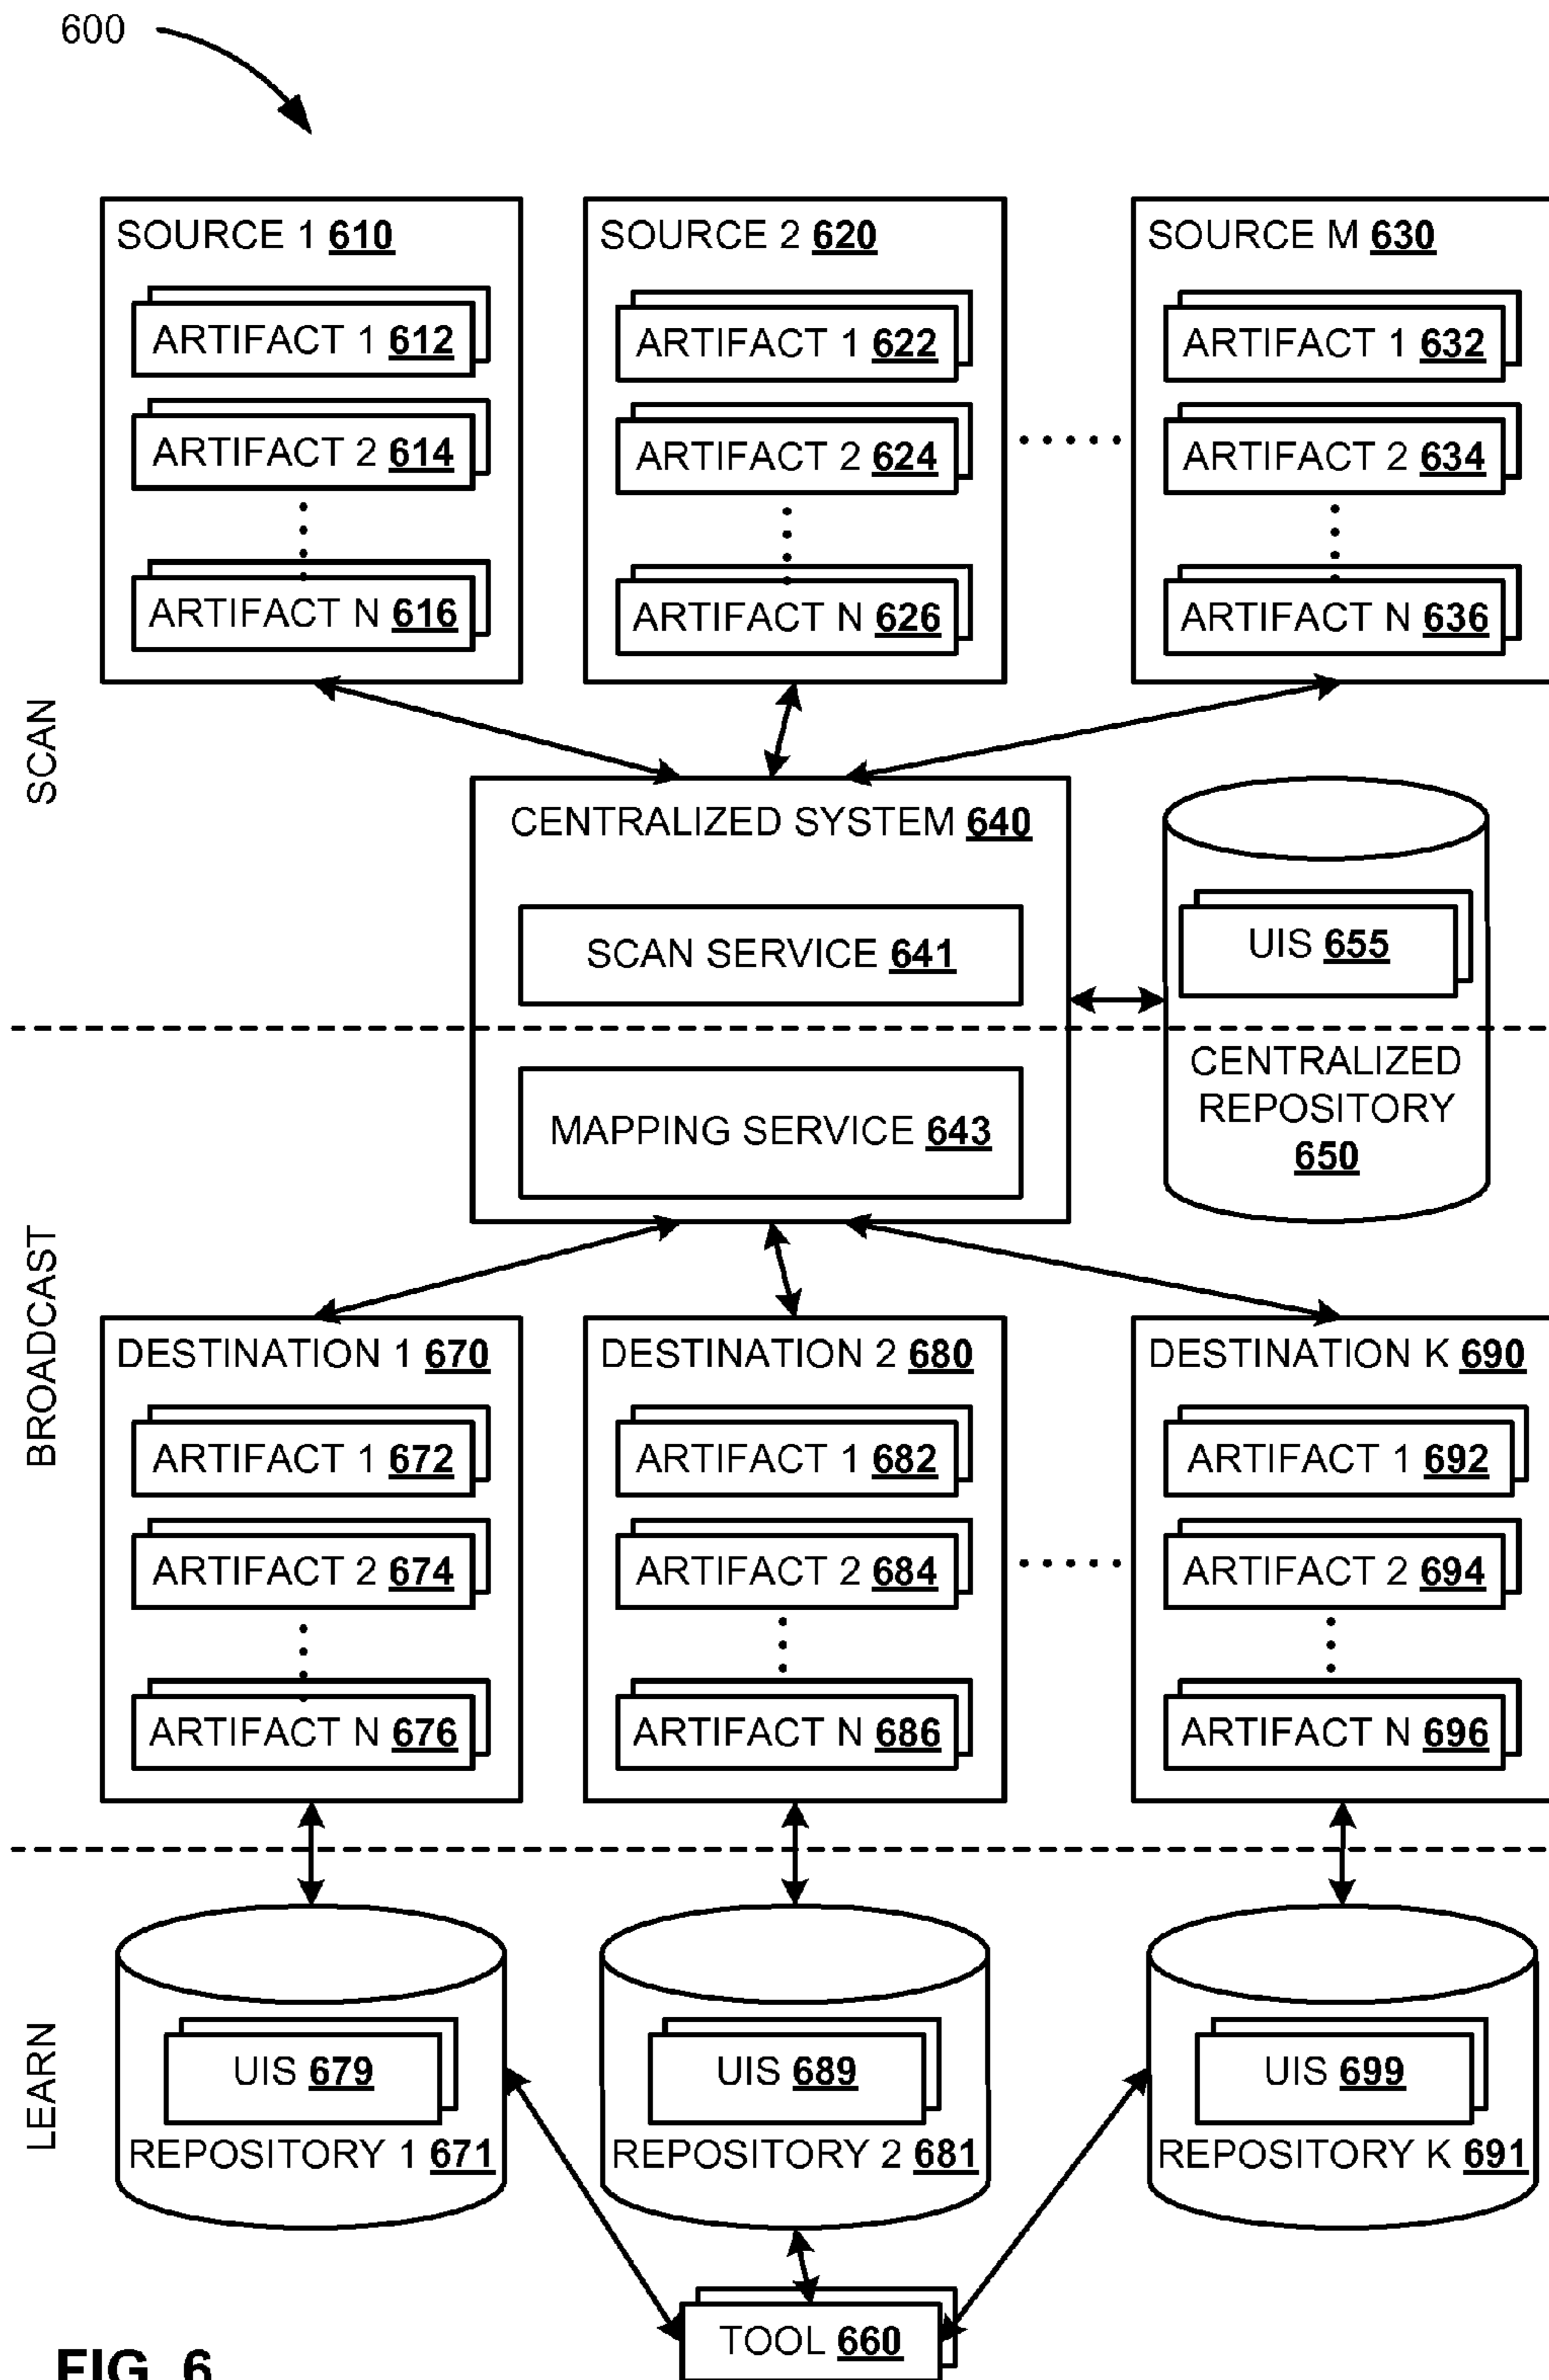 600
SOURCE 1 610
ARTIFACT 1 612
ARTIFACT 2 614
ARTIFACT N 616
SOURCE 2 620
ARTIFACT 1 622
ARTIFACT 2 624
ARTIFACT N 626
SOURCE M 630
ARTIFACT 1 632
ARTIFACT 2 634
ARTIFACT N 636
SCAN
CENTRALIZED SYSTEM 640
SCAN SERVICE 641
MAPPING SERVICE 643
UIS 655
CENTRALIZED
REPOSITORY
650
BROADCAST
DESTINATION 1 670
ARTIFACT 1 672
ARTIFACT 2 674
ARTIFACT N 676
DESTINATION 2 680
ARTIFACT 1 682
ARTIFACT 2 684
ARTIFACT N 686
DESTINATION K 690
ARTIFACT 1 692
ARTIFACT 2 694
ARTIFACT N 696
LEARN
UIS 679
REPOSITORY 1 671
UIS 689
REPOSITORY 2 681
UIS 699
REPOSITORY K 691
TOOL 660
FIG. 6